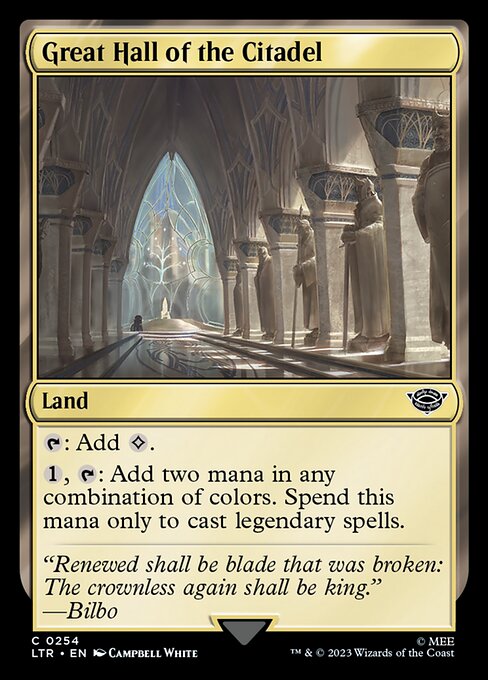 Great Hall of the Citadel
Land
: Add .
1, : Add two mana in any
combination of colors. Spend this
mana only to cast legendary spells.
“Renewed shall be blade that was broken:
The crownless again shall be king.”
—Bilbo
C 0254
LTR • EN CAMPBELL WHITE
© MEE
™ & © 2023 Wizards of the Coast